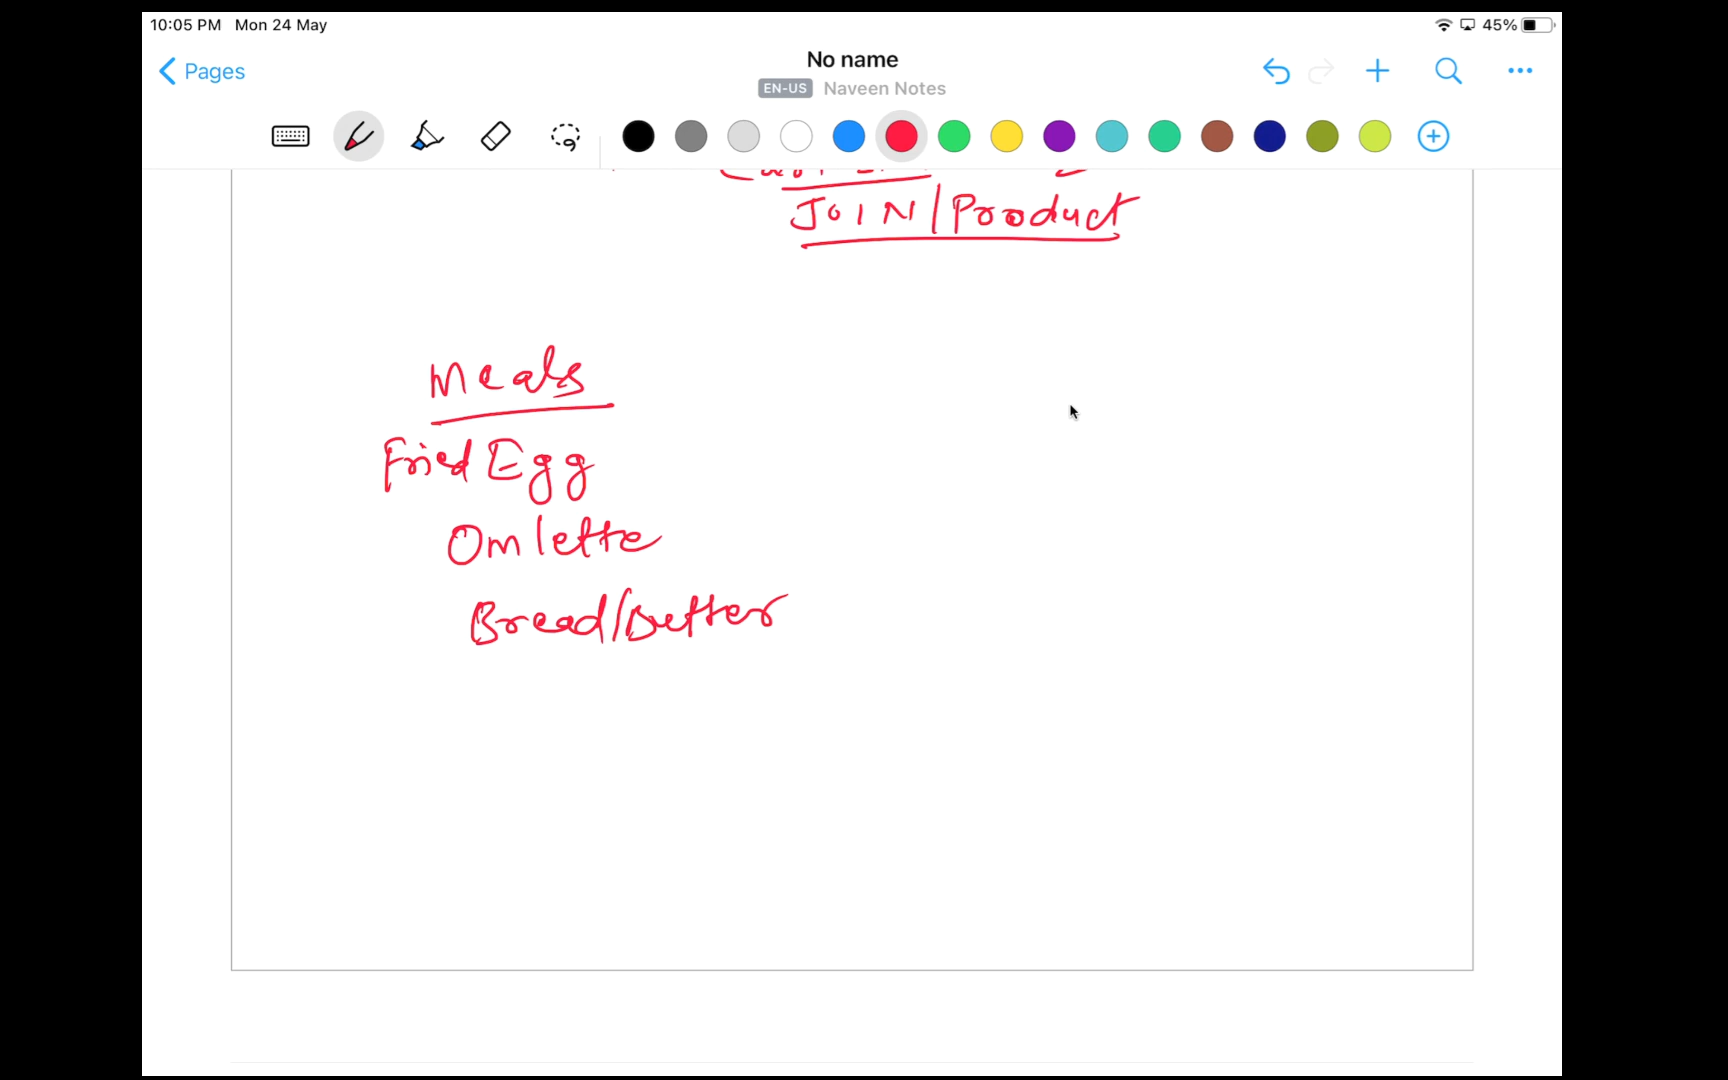 10:05 PM Mon 24 May 45%
Pages
No name
EN-US Naveen Notes
JOIN/Product
Meals
Fried Egg
Omlette
Bread/Butter